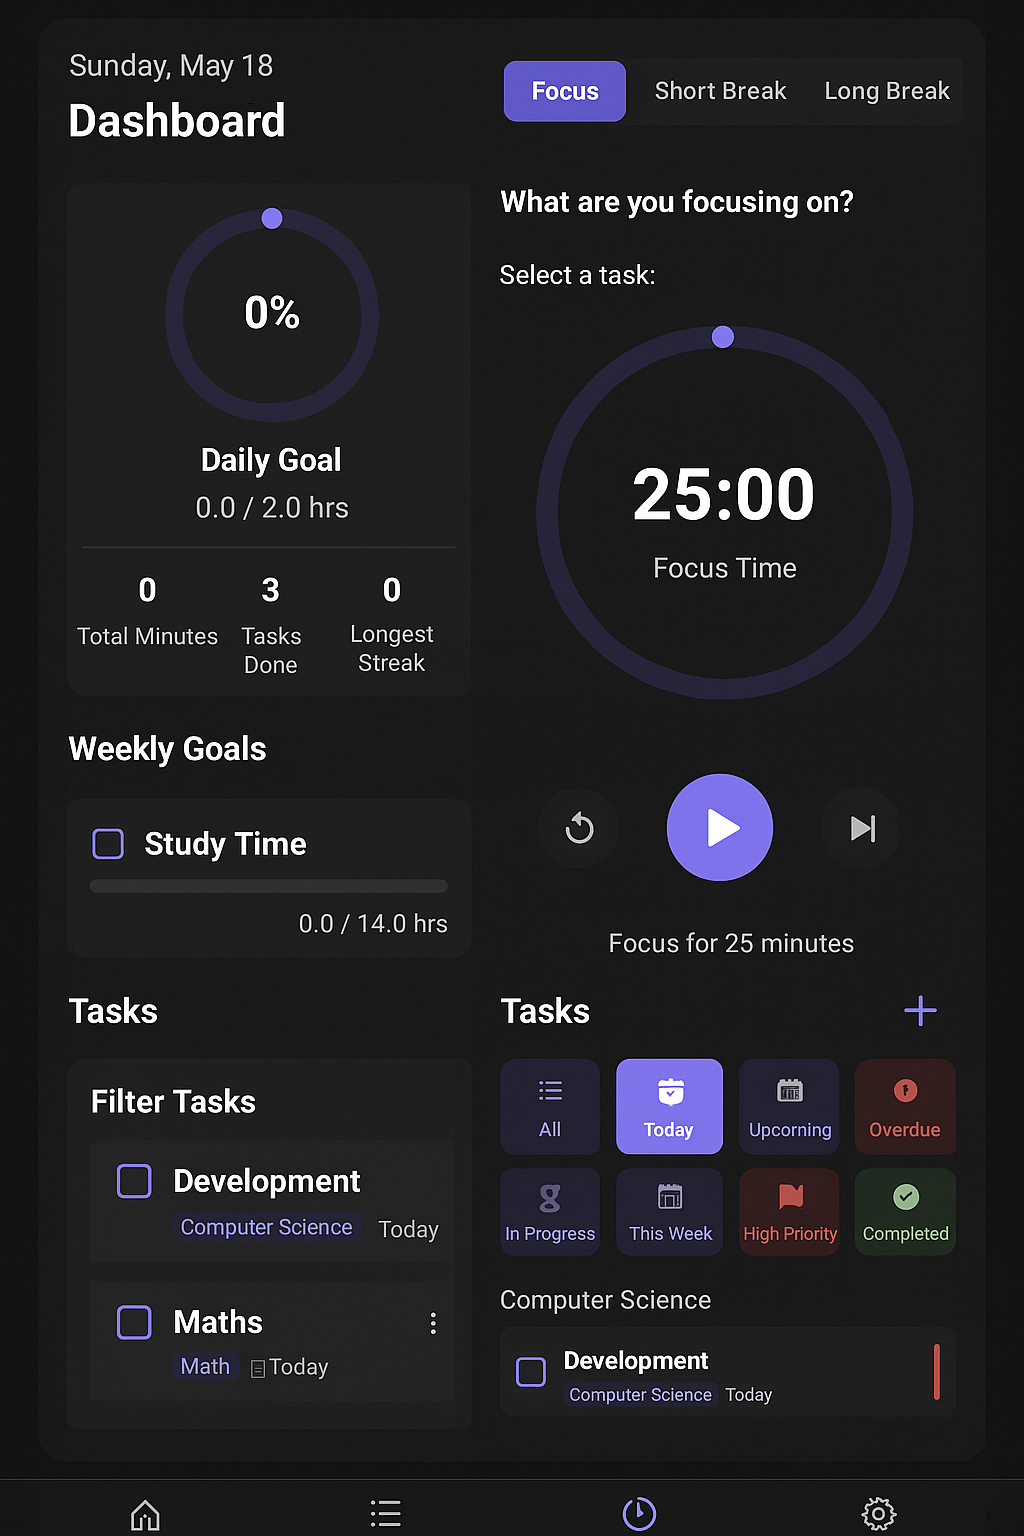 Sunday, May 18
Dashboard
Focus
Short Break
Long Break
0%
Daily Goal
0.0 / 2.0 hrs
0
Total Minutes
3
Tasks
Done
0
Longest
Streak
What are you focusing on?
Select a task:
25:00
Focus Time
Focus for 25 minutes
Weekly Goals
Study Time
0.0 / 14.0 hrs
Tasks
Filter Tasks
Development
Computer Science Today
Maths
Math Today
Tasks
All
Today
Upcorning
Overdue
In Progress
This Week
High Priority
Completed
Computer Science
Development
Computer Science Today